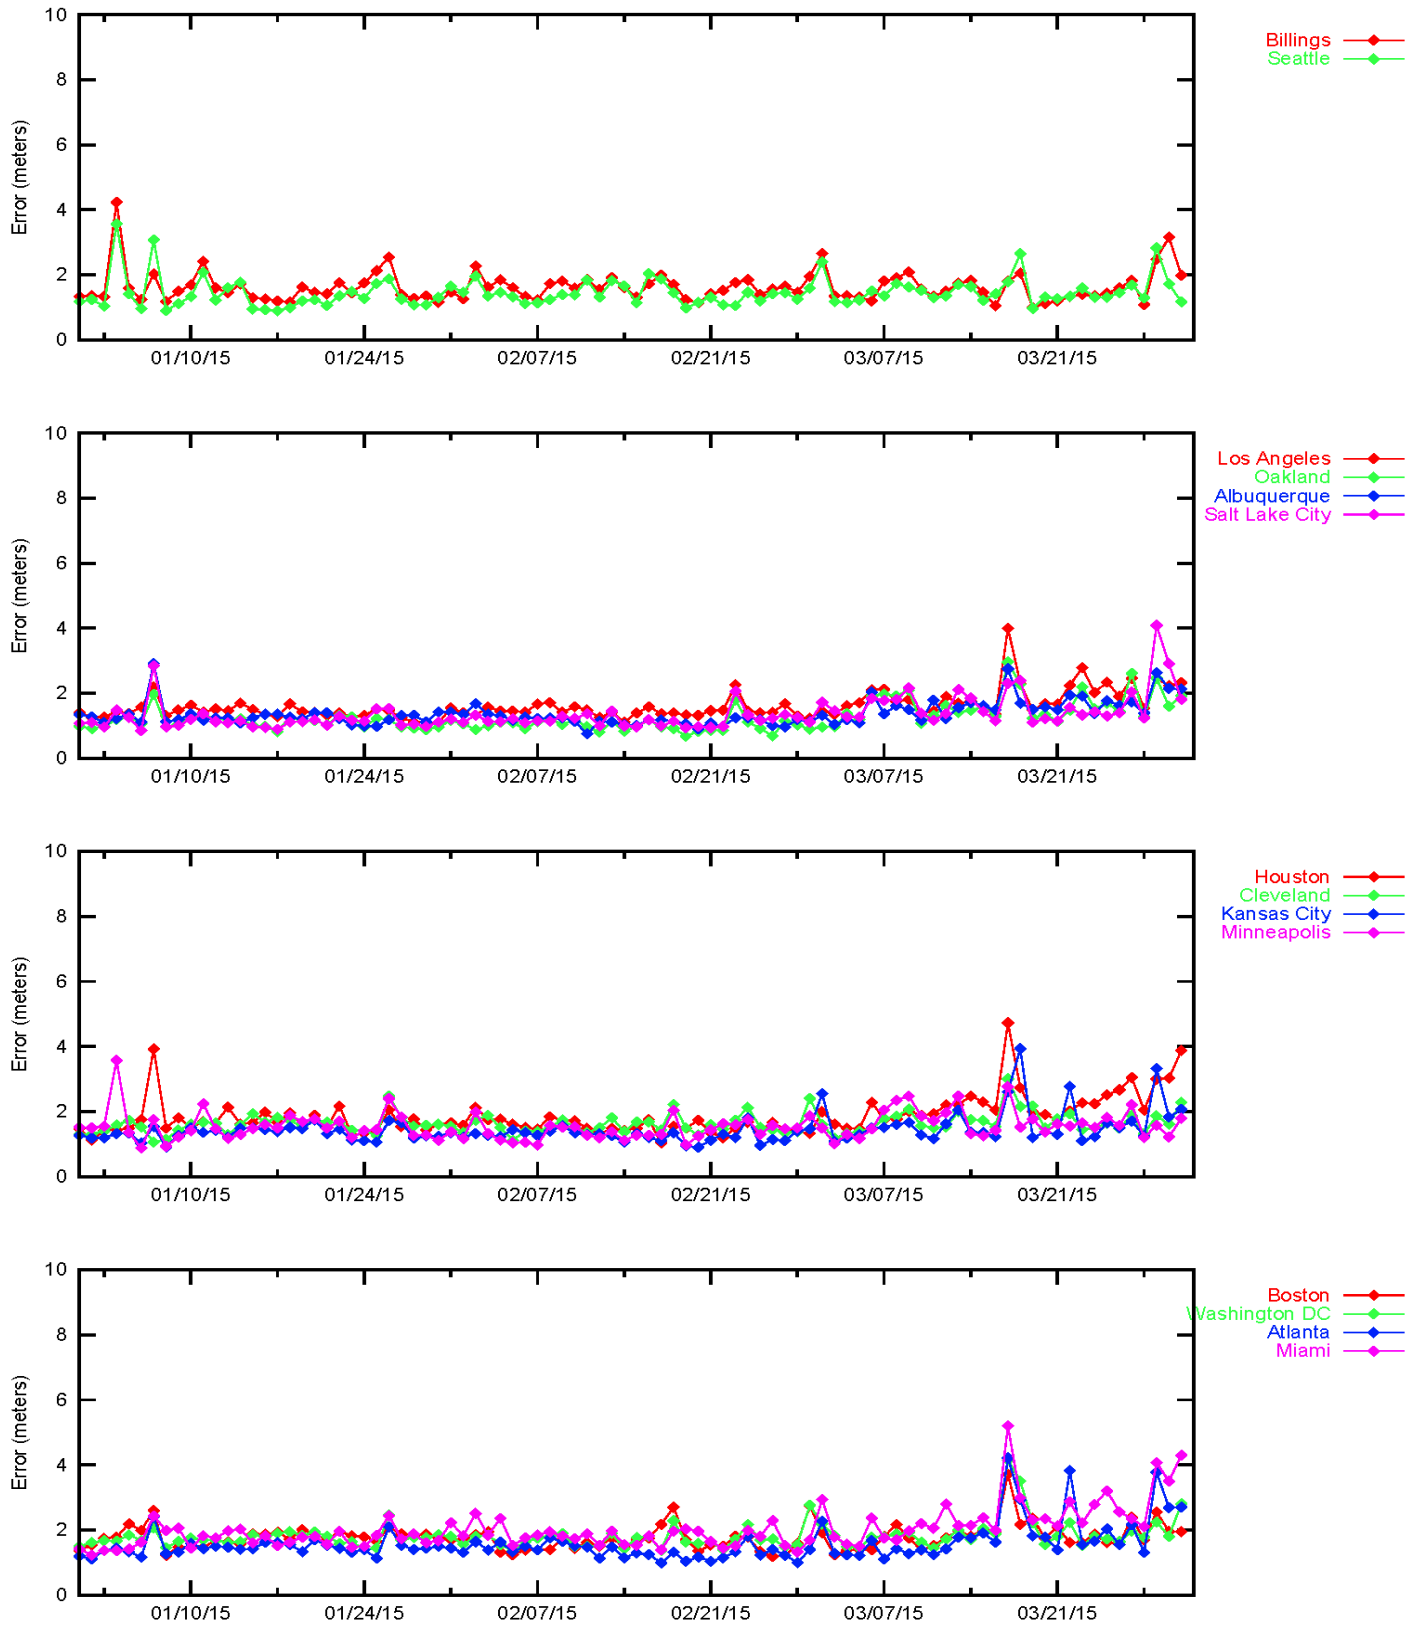 10
8
6
4
2
0
Error (meters)
01/10/15 01/24/15 02/07/15 02/21/15 03/07/15 03/21/15
Billings
Seattle
10
8
6
4
2
0
Error (meters)
01/10/15 01/24/15 02/07/15 02/21/15 03/07/15 03/21/15
Los Angeles
Oakland
Albuquerque
Salt Lake City
10
8
6
4
2
0
Error (meters)
01/10/15 01/24/15 02/07/15 02/21/15 03/07/15 03/21/15
Houston
Cleveland
Kansas City
Minneapolis
10
8
6
4
2
0
Error (meters)
01/10/15 01/24/15 02/07/15 02/21/15 03/07/15 03/21/15
Boston
Washington DC
Atlanta
Miami